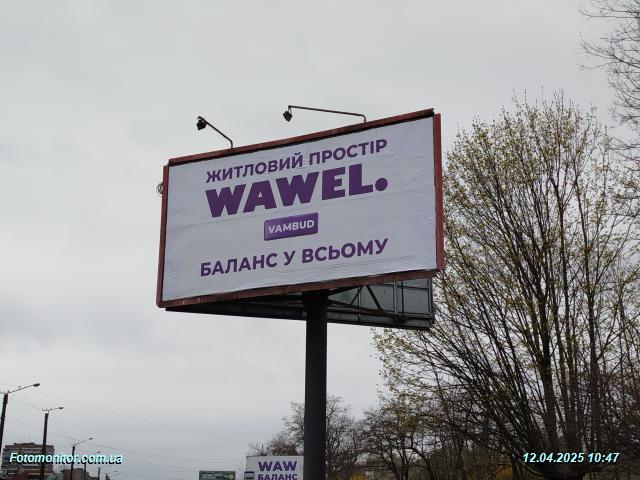 ЖИТЛОВИЙ ПРОСТІР
WAWEL.
VAMBUD
БАЛАНС У ВСЬОМУ
WAW
БАЛАНС
Fotomonitor.com.ua
12.04.2025 10:47